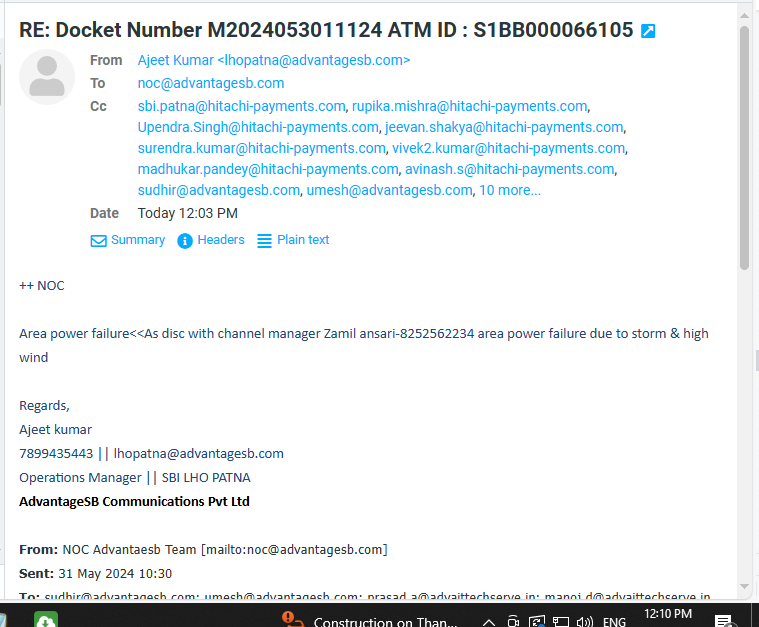 RE: Docket Number M2024053011124 ATM ID : S1BB000066105
From Ajeet Kumar <lhopatna@advantagesb.com>
To noc@advantagesb.com
Cc sbi.patna@hitachi-payments.com, rupika.mishra@hitachi-payments.com,
Upendra.Singh@hitachi-payments.com, jeevan.shakya@hitachi-payments.com,
surendra.kumar@hitachi-payments.com, vivek2.kumar@hitachi-payments.com,
madhukar.pandey@hitachi-payments.com, avinash.s@hitachi-payments.com,
sudhir@advantagesb.com, umesh@advantagesb.com, 10 more...
Date Today 12:03 PM
Summary Headers Plain text
++ NOC
Area power failure<<As disc with channel manager Zamil ansari-8252562234 area power failure due to storm & high
wind
Regards,
Ajeet kumar
7899435443 || lhopatna@advantagesb.com
Operations Manager || SBI LHO PATNA
AdvantageSB Communications Pvt Ltd
From: NOC Advantaesb Team [mailto:noc@advantagesb.com]
Sent: 31 May 2024 10:30
To: sudhir@advantagesb.com; umesh@advantagesb.com; prasad.a@advaittechserve.in; manoj.d@advaittechserve.in
Construction on Than... ENG 12:10 PM